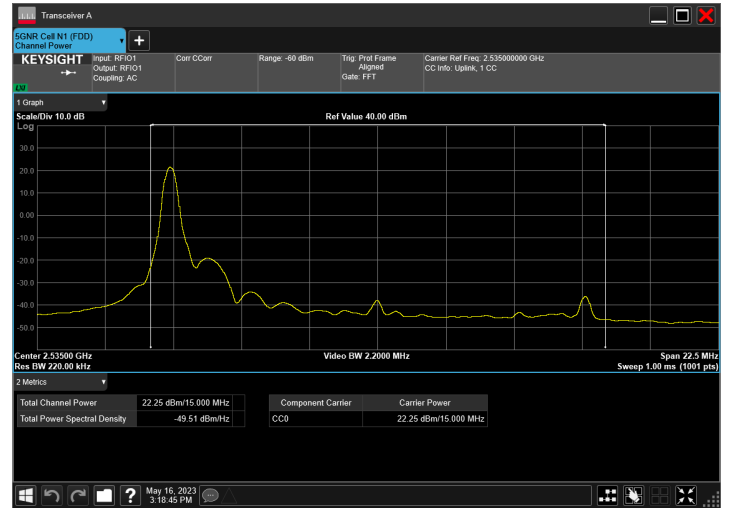 Transceiver A
5GNR Cell N1 (FDD)
Channel Power
KEYSIGHT
LXI
Input: RFIO1
Output: RFIO1
Coupling: AC
Corr CCorr
Range: -60 dBm
Trig: Prot Frame
Aligned
Gate: FFT
Carrier Ref Freq: 2.535000000 GHz
CC Info: Uplink, 1 CC
1 Graph
Scale/Div 10.0 dB
Ref Value 40.00 dBm
Log
30.0
20.0
10.0
0.00
-10.0
-20.0
-30.0
-40.0
-50.0
Center 2.53500 GHz
Video BW 2.2000 MHz
Span 22.5 MHz
Res BW 220.00 kHz
Sweep 1.00 ms (1001 pts)
2 Metrics
Total Channel Power 22.25 dBm/15.000 MHz
Total Power Spectral Density -49.51 dBm/Hz
Component Carrier Carrier Power
CC0 22.25 dBm/15.000 MHz
May 16, 2023
3:18:45 PM